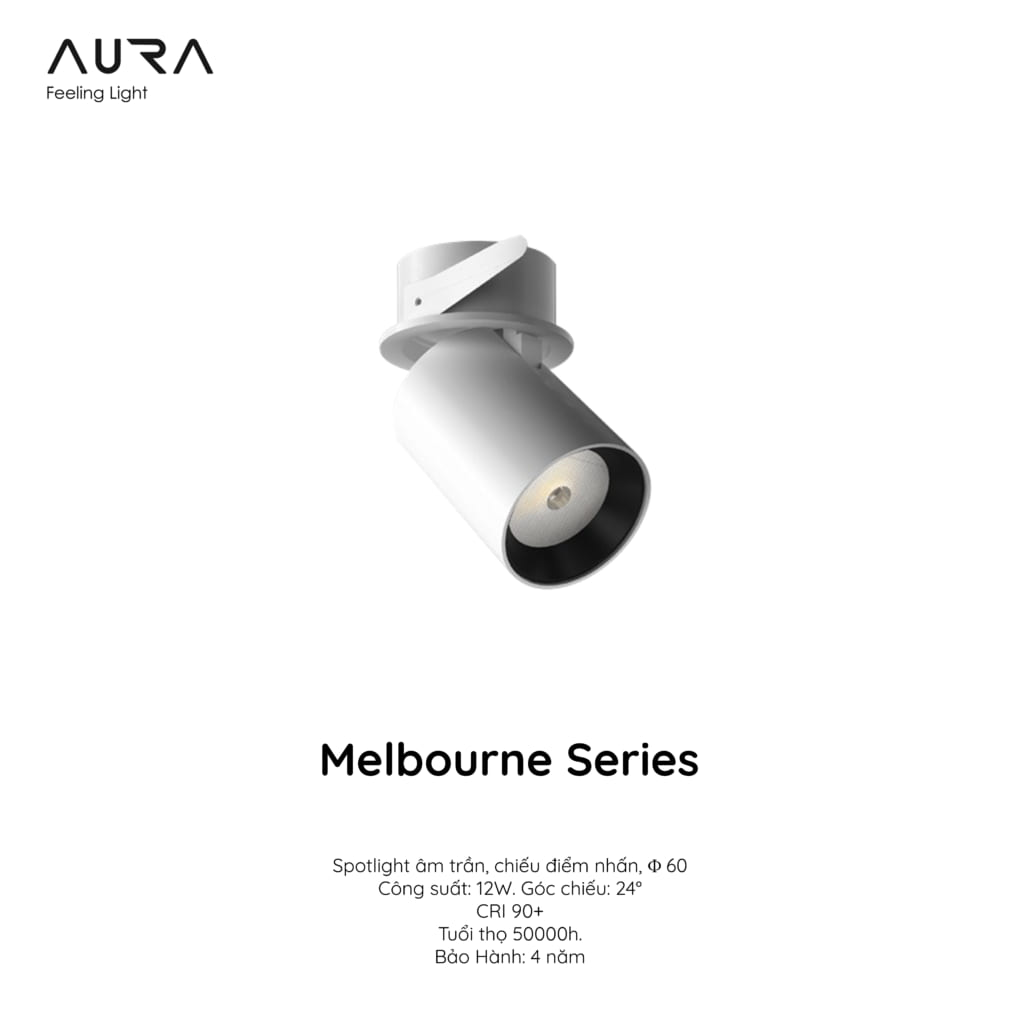 AURA
Feeling Light
Melbourne Series
Spotlight âm trần, chiếu điểm nhấn, Φ 60
Công suất: 12W. Góc chiếu: 24°
CRI 90+
Tuổi thọ 50000h.
Bảo Hành: 4 năm